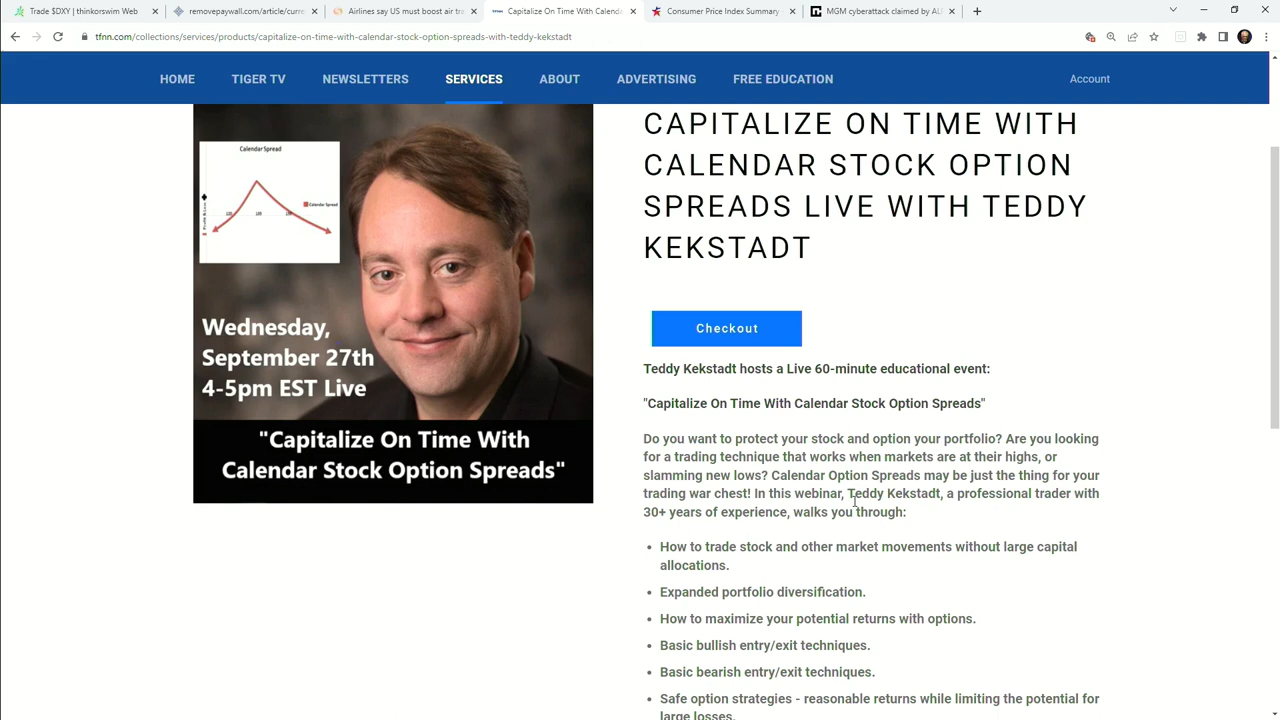 Trade $DXY | thinkorswim Web
removepaywall.com/article/curre
Airlines say US must boost air tra
Capitalize On Time With Calenda
Consumer Price Index Summary
MGM cyberattack claimed by AL
tfnn.com/collections/services/products/capitalize-on-time-with-calendar-stock-option-spreads-with-teddy-kekstadt
HOME
TIGER TV
NEWSLETTERS
SERVICES
ABOUT
ADVERTISING
FREE EDUCATION
Account
Calendar Spread
Calendar Spread
Wednesday,
September 27th
4-5pm EST Live
"Capitalize On Time With
Calendar Stock Option Spreads"
CAPITALIZE ON TIME WITH
CALENDAR STOCK OPTION
SPREADS LIVE WITH TEDDY
KEKSTADT
Checkout
Teddy Kekstadt hosts a Live 60-minute educational event:
"Capitalize On Time With Calendar Stock Option Spreads"
Do you want to protect your stock and option your portfolio? Are you looking
for a trading technique that works when markets are at their highs, or
slamming new lows? Calendar Option Spreads may be just the thing for your
trading war chest! In this webinar, Teddy Kekstadt, a professional trader with
30+ years of experience, walks you through:
• How to trade stock and other market movements without large capital
allocations.
• Expanded portfolio diversification.
• How to maximize your potential returns with options.
• Basic bullish entry/exit techniques.
• Basic bearish entry/exit techniques.
• Safe option strategies - reasonable returns while limiting the potential for
large losses.